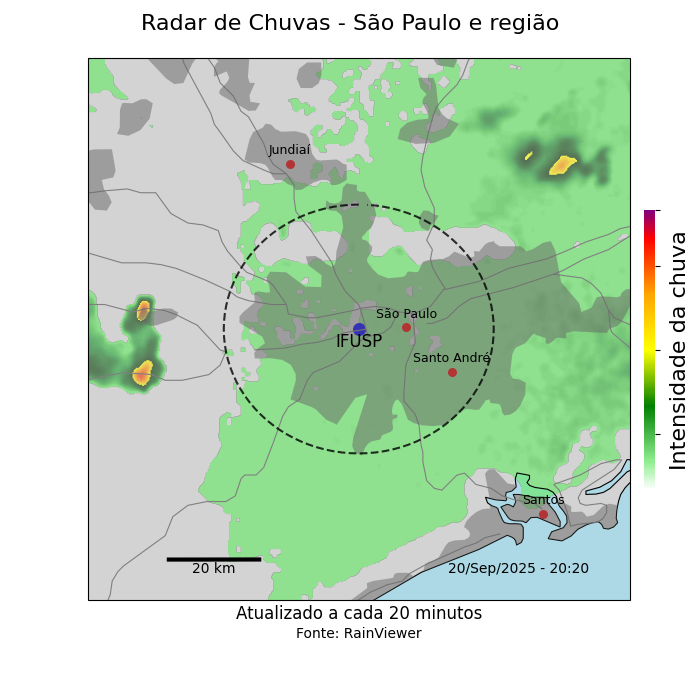 Radar de Chuvas - São Paulo e região
Jundiaí
São Paulo
IFUSP
Santo André
Santos
20 km
20/Sep/2025 - 20:20
Intensidade da chuva
Atualizado a cada 20 minutos
Fonte: RainViewer